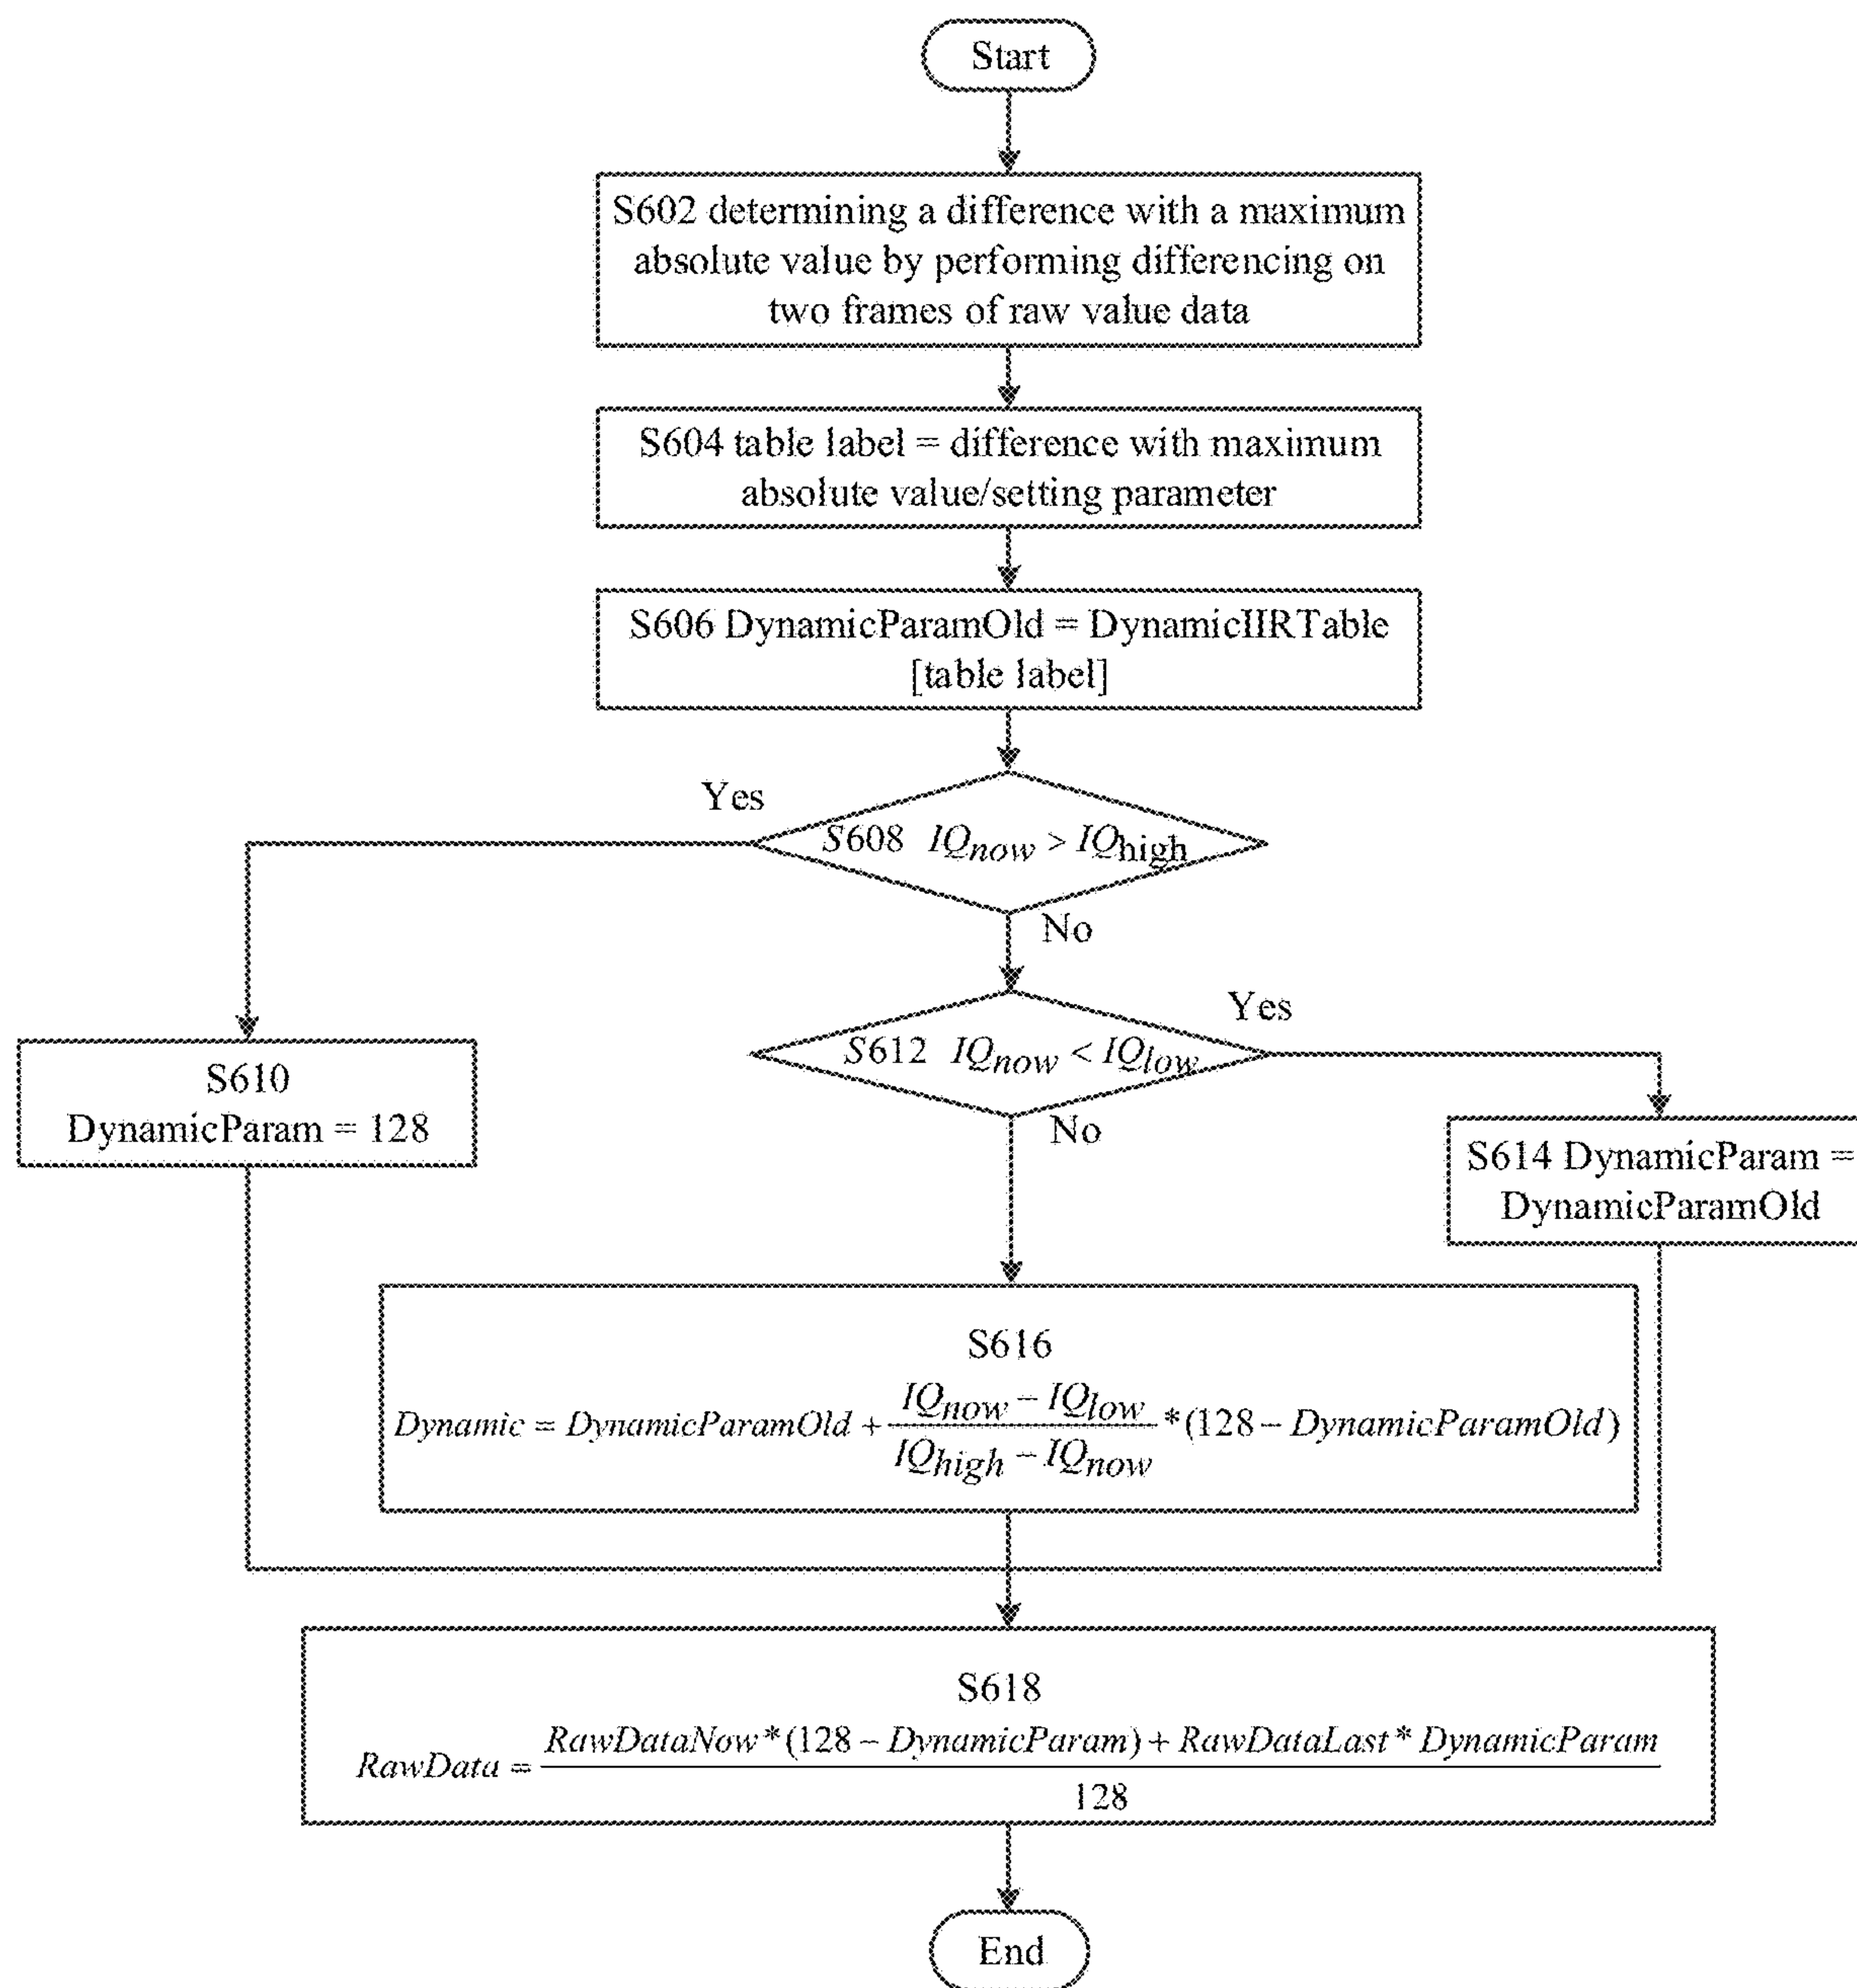 Start
S602 determining a difference with a maximum
absolute value by performing differencing on
two frames of raw value data
S604 table label = difference with maximum
absolute value/setting parameter
S606 DynamicParamOld = DynamicIIRTable
[table label]
Yes
S608 IQnow > IQhigh
No
Yes
S612 IQnow < IQlow
No
S610
DynamicParam = 128
S614 DynamicParam =
DynamicParamOld
S616
Dynamic = DynamicParamOld + (IQnow − IQlow)/(IQhigh − IQnow) * (128 − DynamicParamOld)
S618
RawData = (RawDataNow * (128 − DynamicParam) + RawDataLast * DynamicParam)/128
End